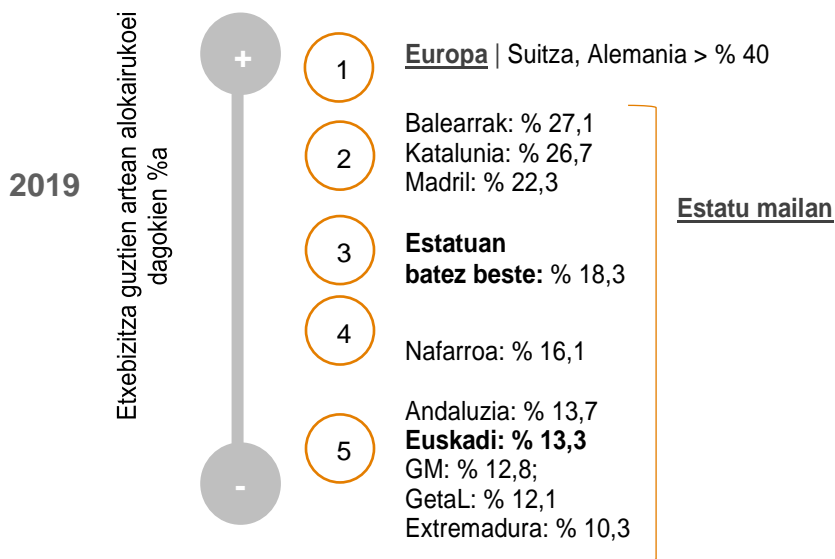 2019
Etxebizitza guztien artean alokairukoei
dagokien %a
+
-
1
Europa | Suitza, Alemania > % 40
2
Balearrak: % 27,1
Katalunia: % 26,7
Madril: % 22,3
Estatu mailan
3
Estatuan
batez beste: % 18,3
4
Nafarroa: % 16,1
5
Andaluzia: % 13,7
Euskadi: % 13,3
GM: % 12,8;
GetaL: % 12,1
Extremadura: % 10,3